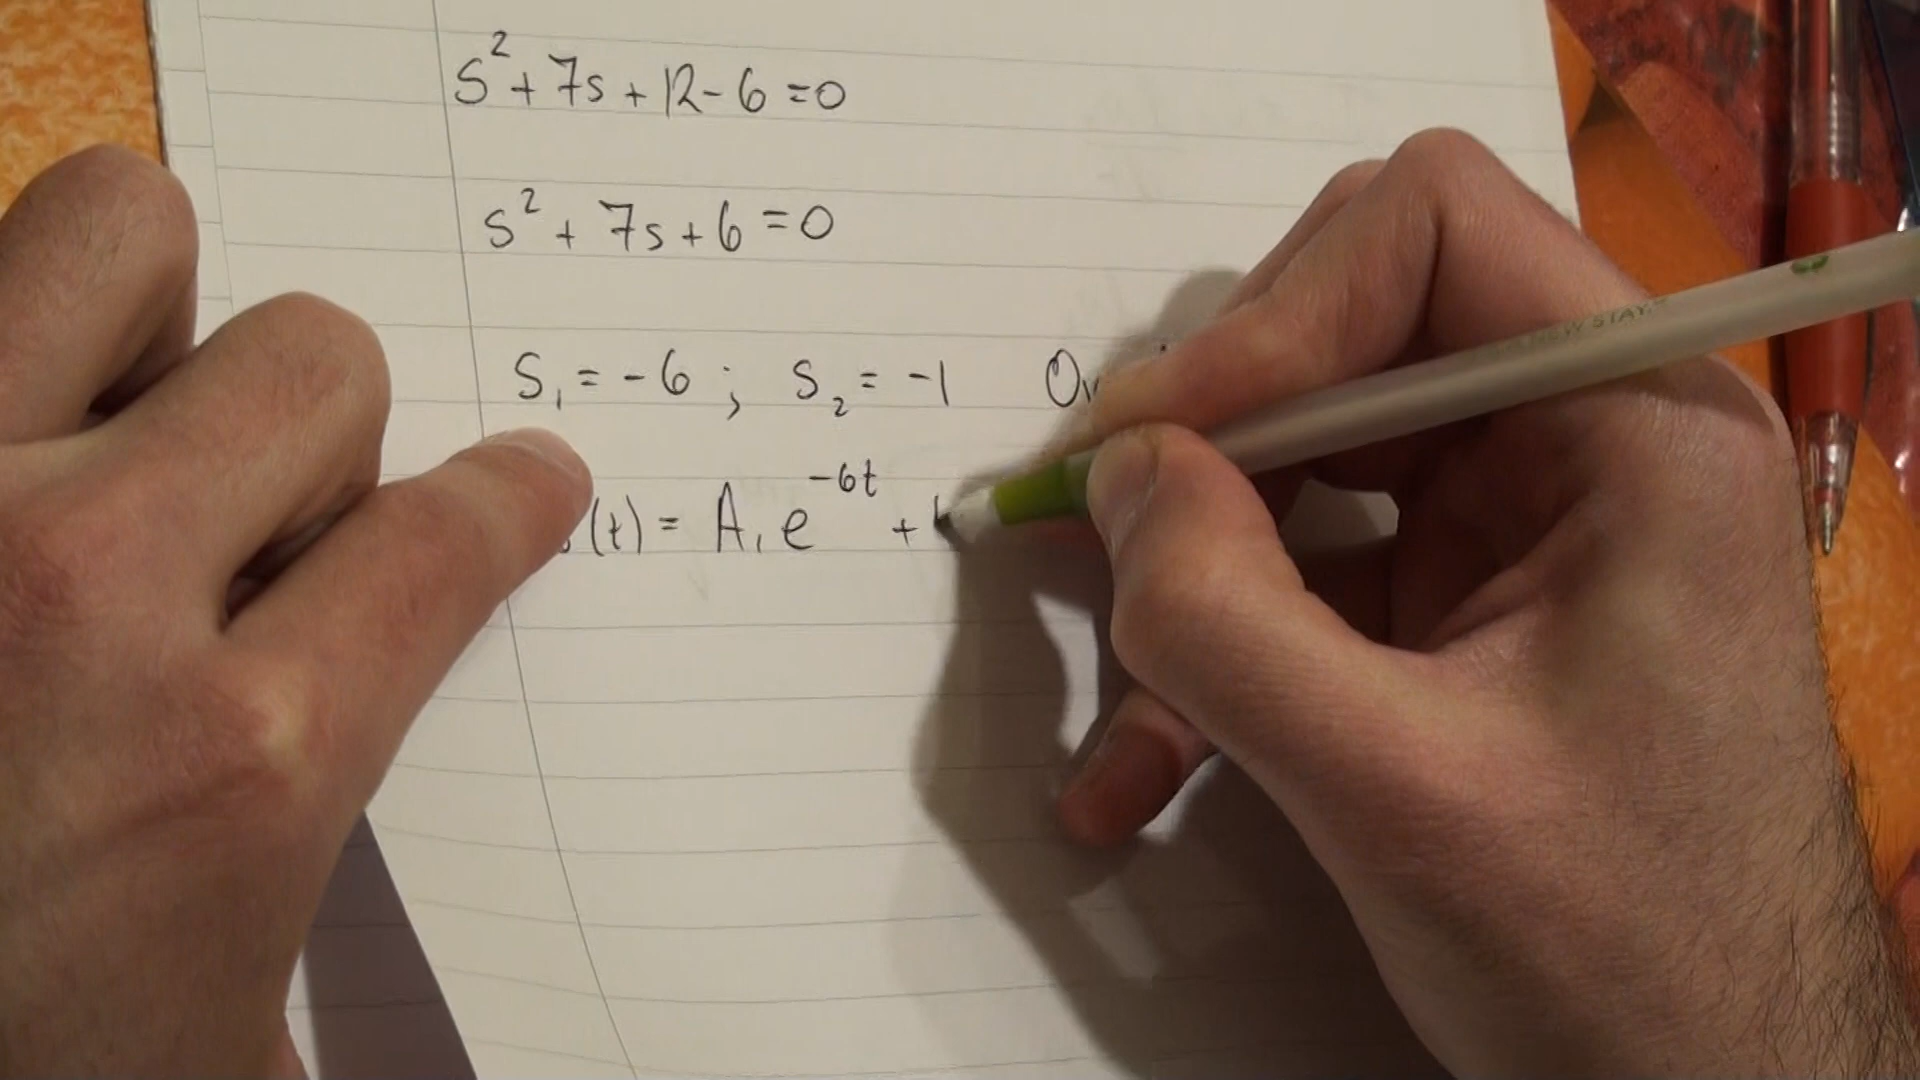 s² + 7s + 12 - 6 = 0
s² + 7s + 6 = 0
s₁ = -6 ; s₂ = -1
(t) = A₁ e^-6t +